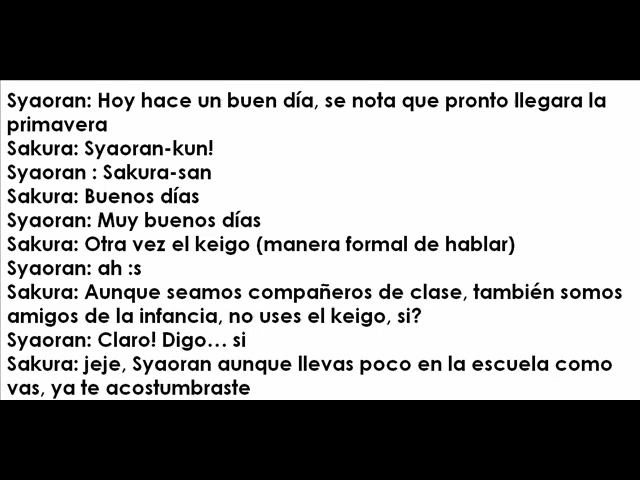 Syaoran: Hoy hace un buen día, se nota que pronto llegara la
primavera
Sakura: Syaoran-kun!
Syaoran : Sakura-san
Sakura: Buenos días
Syaoran: Muy buenos días
Sakura: Otra vez el keigo (manera formal de hablar)
Syaoran: ah :s
Sakura: Aunque seamos compañeros de clase, también somos
amigos de la infancia, no uses el keigo, si?
Syaoran: Claro! Digo... si
Sakura: jeje, Syaoran aunque llevas poco en la escuela como
vas, ya te acostumbraste